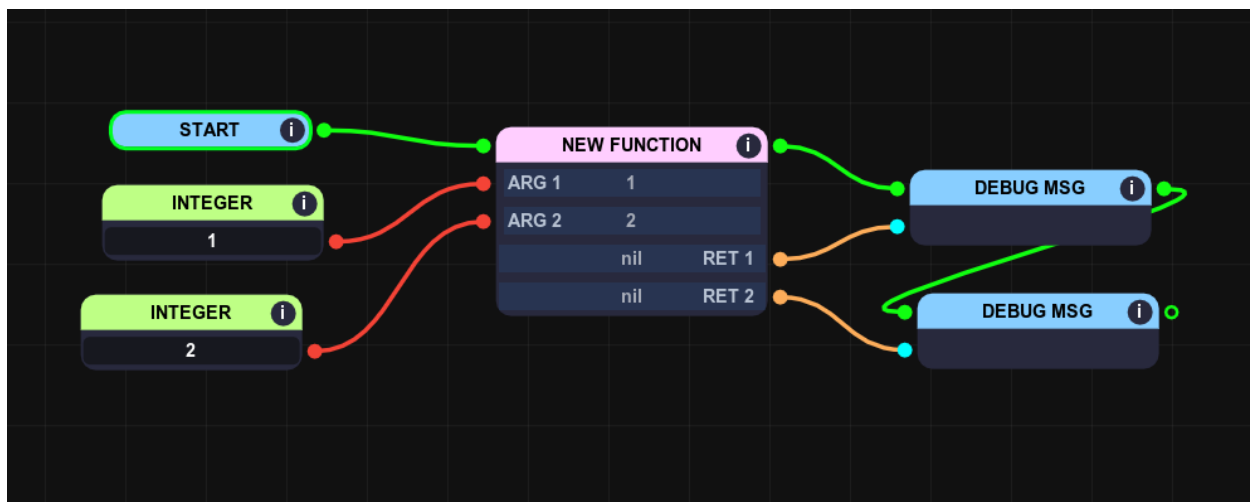 START i
INTEGER i
1
INTEGER i
2
NEW FUNCTION i
ARG 1 1
ARG 2 2
nil RET 1
nil RET 2
DEBUG MSG i
DEBUG MSG i